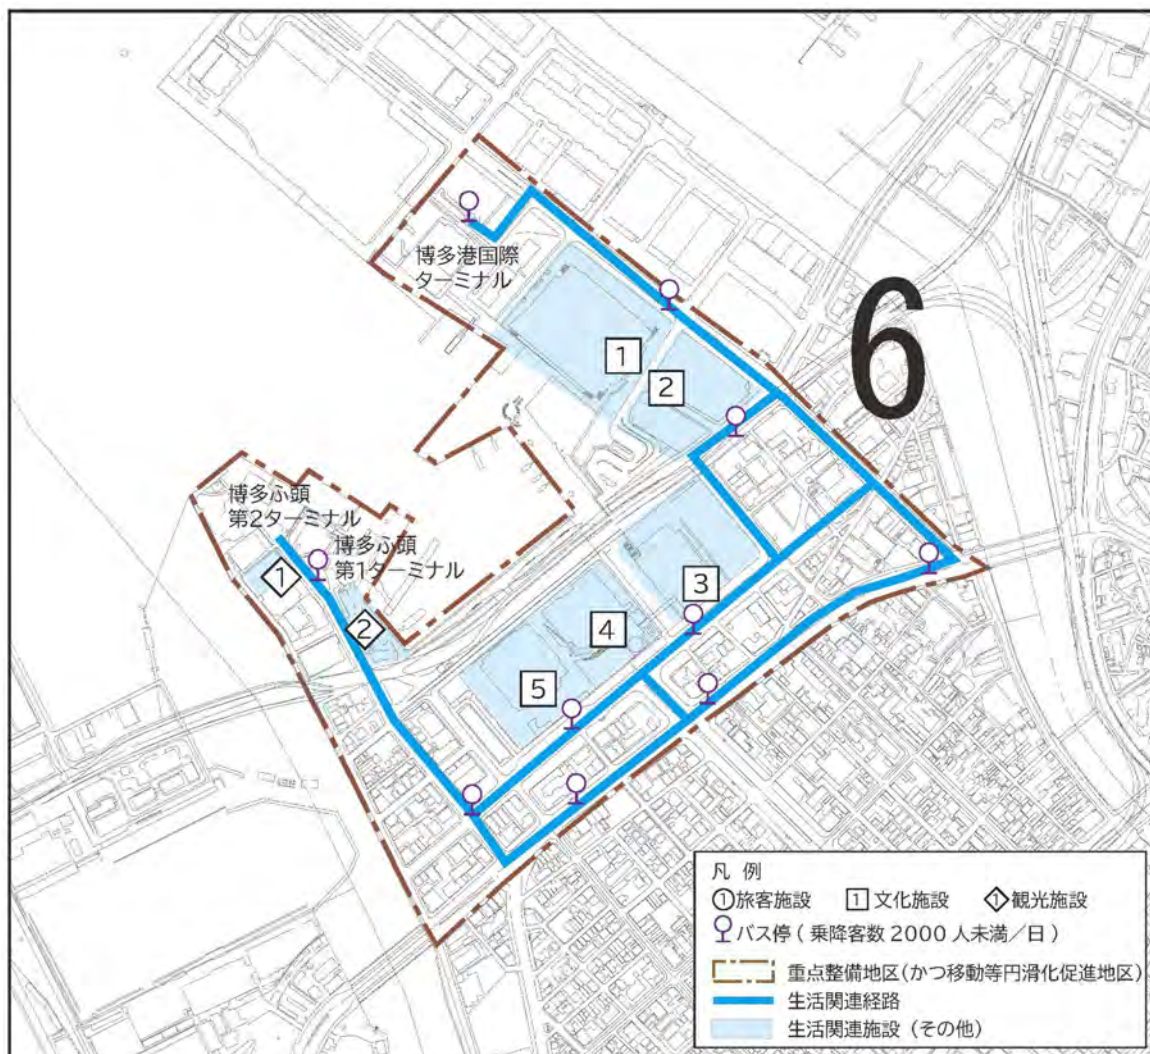 博多港国際
ターミナル
6
1
2
博多ふ頭
第2ターミナル
博多ふ頭
第1ターミナル
1
2
3
4
5
凡 例
①旅客施設 1 文化施設 1 観光施設
バス停 ( 乗降客数 2000 人未満／日 )
重点整備地区(かつ移動等円滑化促進地区)
生活関連経路
生活関連施設 (その他)